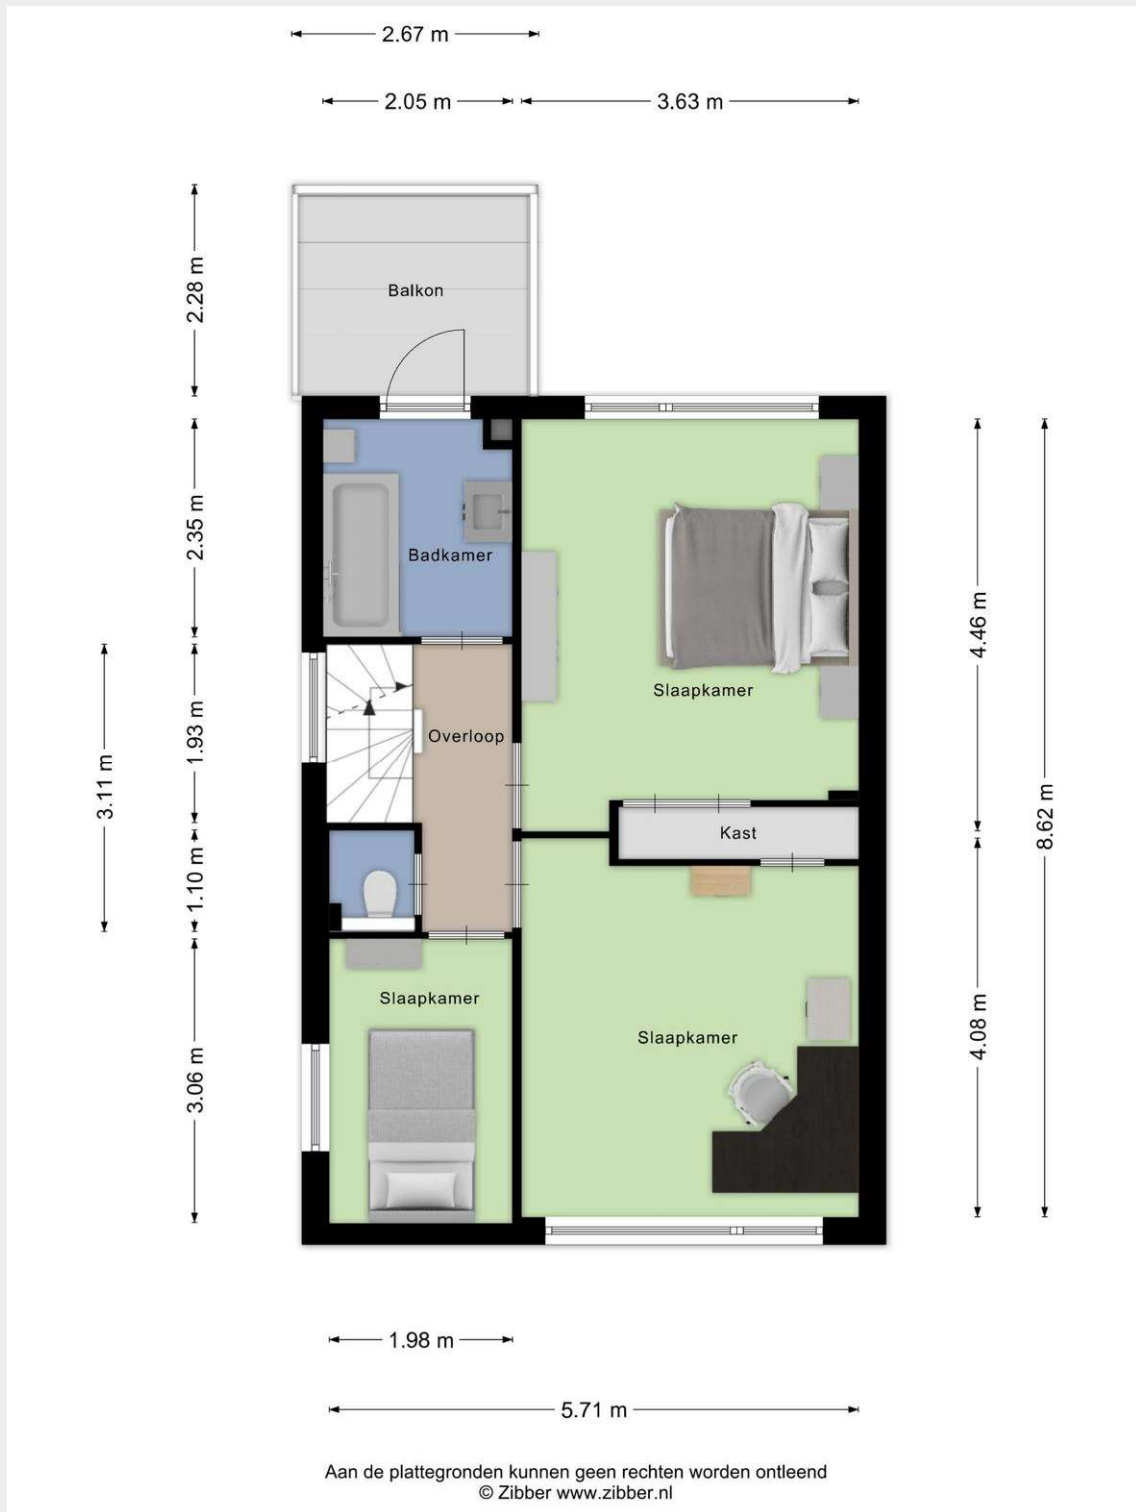 2.67 m
2.05 m
3.63 m
2.28 m
Balkon
2.35 m
Badkamer
4.46 m
Slaapkamer
1.93 m
Overloop
3.11 m
8.62 m
Kast
1.10 m
Slaapkamer
Slaapkamer
4.08 m
3.06 m
1.98 m
5.71 m
Aan de plattegronden kunnen geen rechten worden ontleend
© Zibber www.zibber.nl